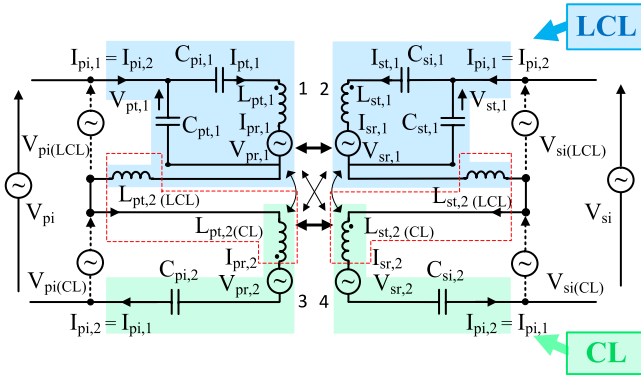 LCL
I_pi,1 = I_pi,2
C_pi,1
I_pt,1
I_st,1
C_si,1
I_pi,1 = I_pi,2
V_pt,1
L_pt,1
1
2
L_st,1
V_st,1
C_pt,1
I_pr,1
I_sr,1
C_st,1
V_pi(LCL)
V_pr,1
V_sr,1
V_si(LCL)
V_pi
L_pt,2 (LCL)
L_st,2 (LCL)
V_si
L_pt,2(CL)
L_st,2 (CL)
V_pi(CL)
I_pr,2
I_sr,2
V_si(CL)
C_pi,2
V_pr,2
V_sr,2
C_si,2
3
4
I_pi,2 = I_pi,1
I_pi,2 = I_pi,1
CL